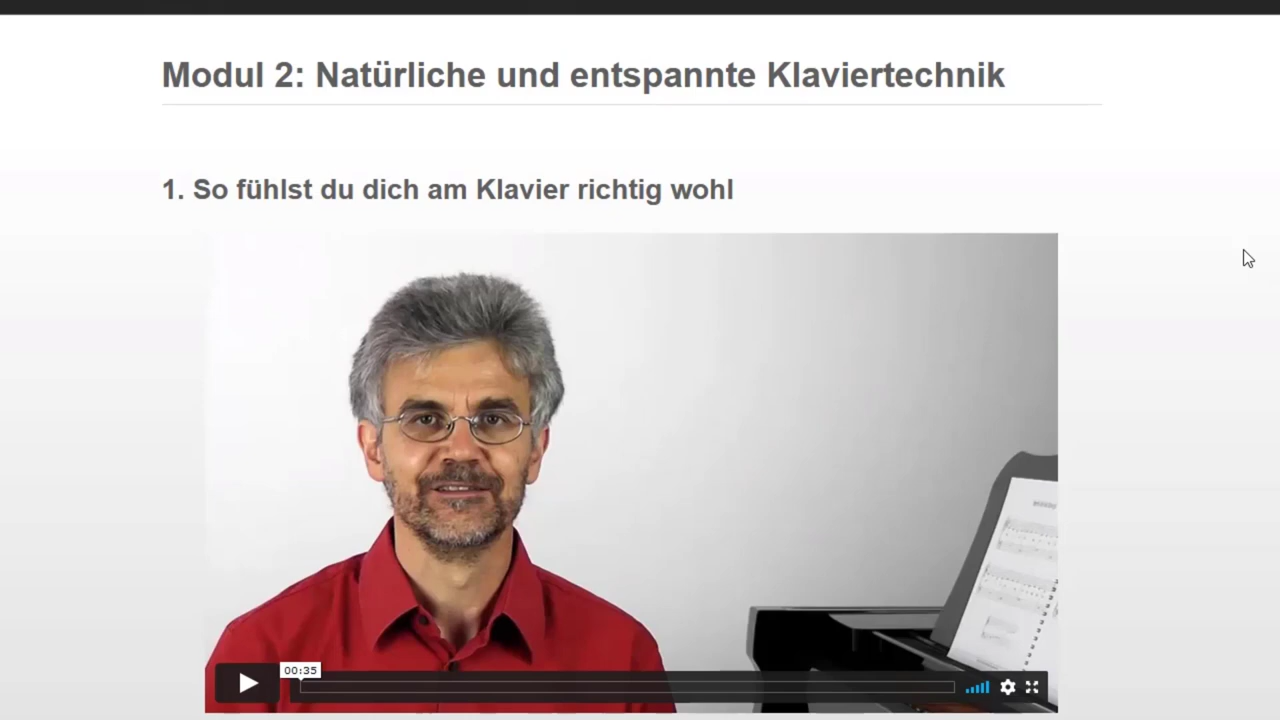 Modul 2: Natürliche und entspannte Klaviertechnik
1. So fühlst du dich am Klavier richtig wohl
00:35